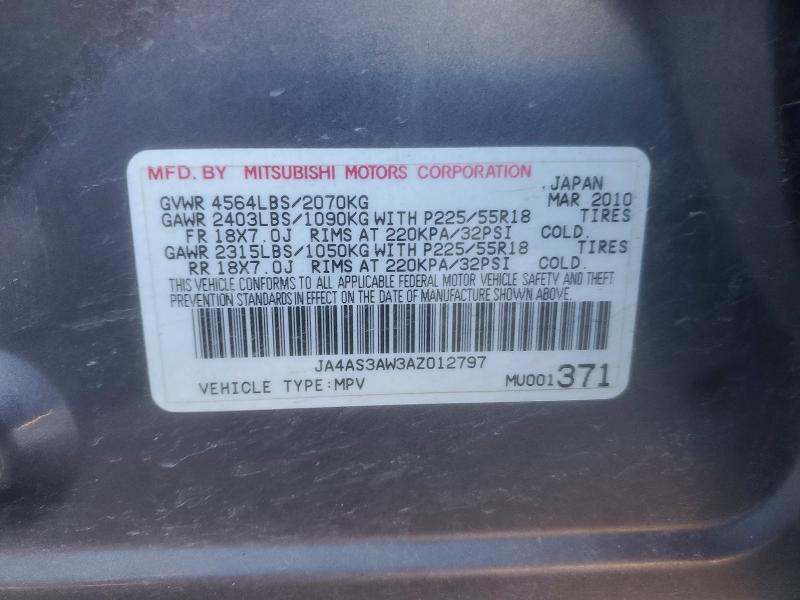 MFD. BY MITSUBISHI MOTORS CORPORATION
, JAPAN
GVWR 4564LBS/2070KG MAR 2010
GAWR 2403LBS/1090KG WITH P225/55R18 TIRES
FR 18X7.0J RIMS AT 220KPA/32PSI COLD.
GAWR 2315LBS/1050KG WITH P225/55R18 TIRES
RR 18X7.0J RIMS AT 220KPA/32PSI COLD.
THIS VEHICLE CONFORMS TO ALL APPLICABLE FEDERAL MOTOR VEHICLE SAFETY AND THEFT
PREVENTION STANDARDS IN EFFECT ON THE DATE OF MANUFACTURE SHOWN ABOVE.
JA4AS3AW3AZ012797
VEHICLE TYPE:MPV MU001371